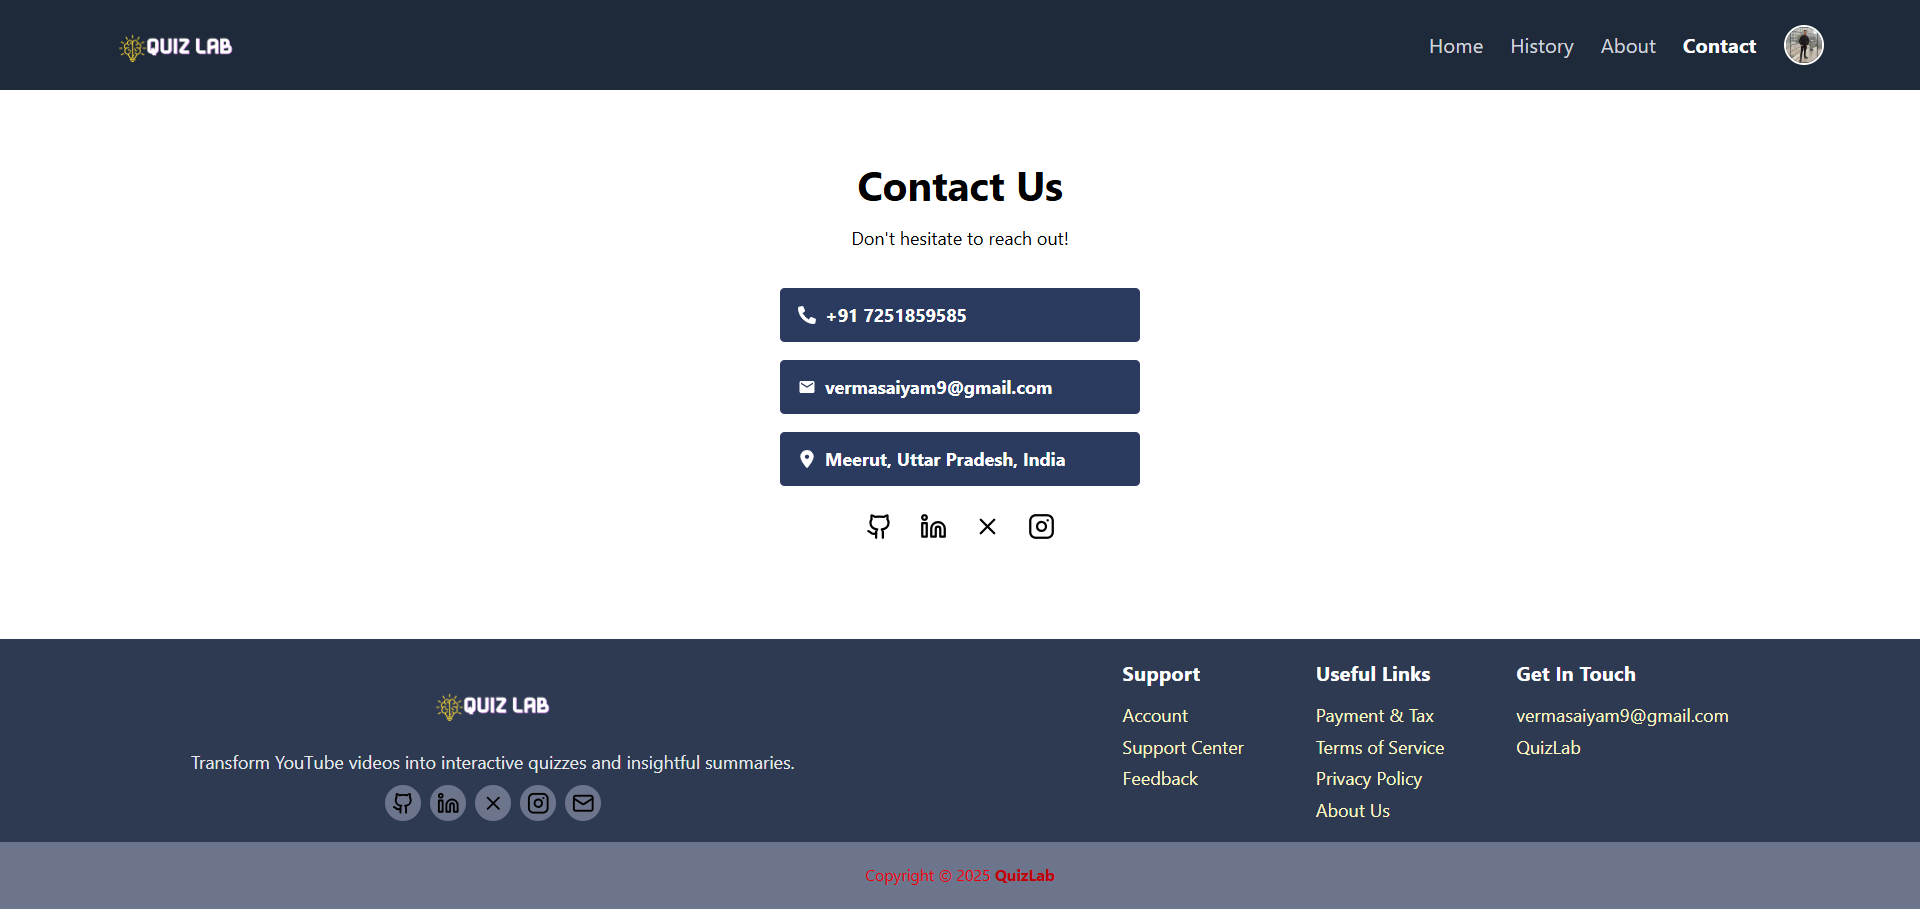 QUIZ LAB
Home History About Contact
Contact Us
Don't hesitate to reach out!
+91 7251859585
vermasaiyam9@gmail.com
Meerut, Uttar Pradesh, India
QUIZ LAB
Transform YouTube videos into interactive quizzes and insightful summaries.
Support
Account
Support Center
Feedback
Useful Links
Payment & Tax
Terms of Service
Privacy Policy
About Us
Get In Touch
vermasaiyam9@gmail.com
QuizLab
Copyright © 2025 QuizLab